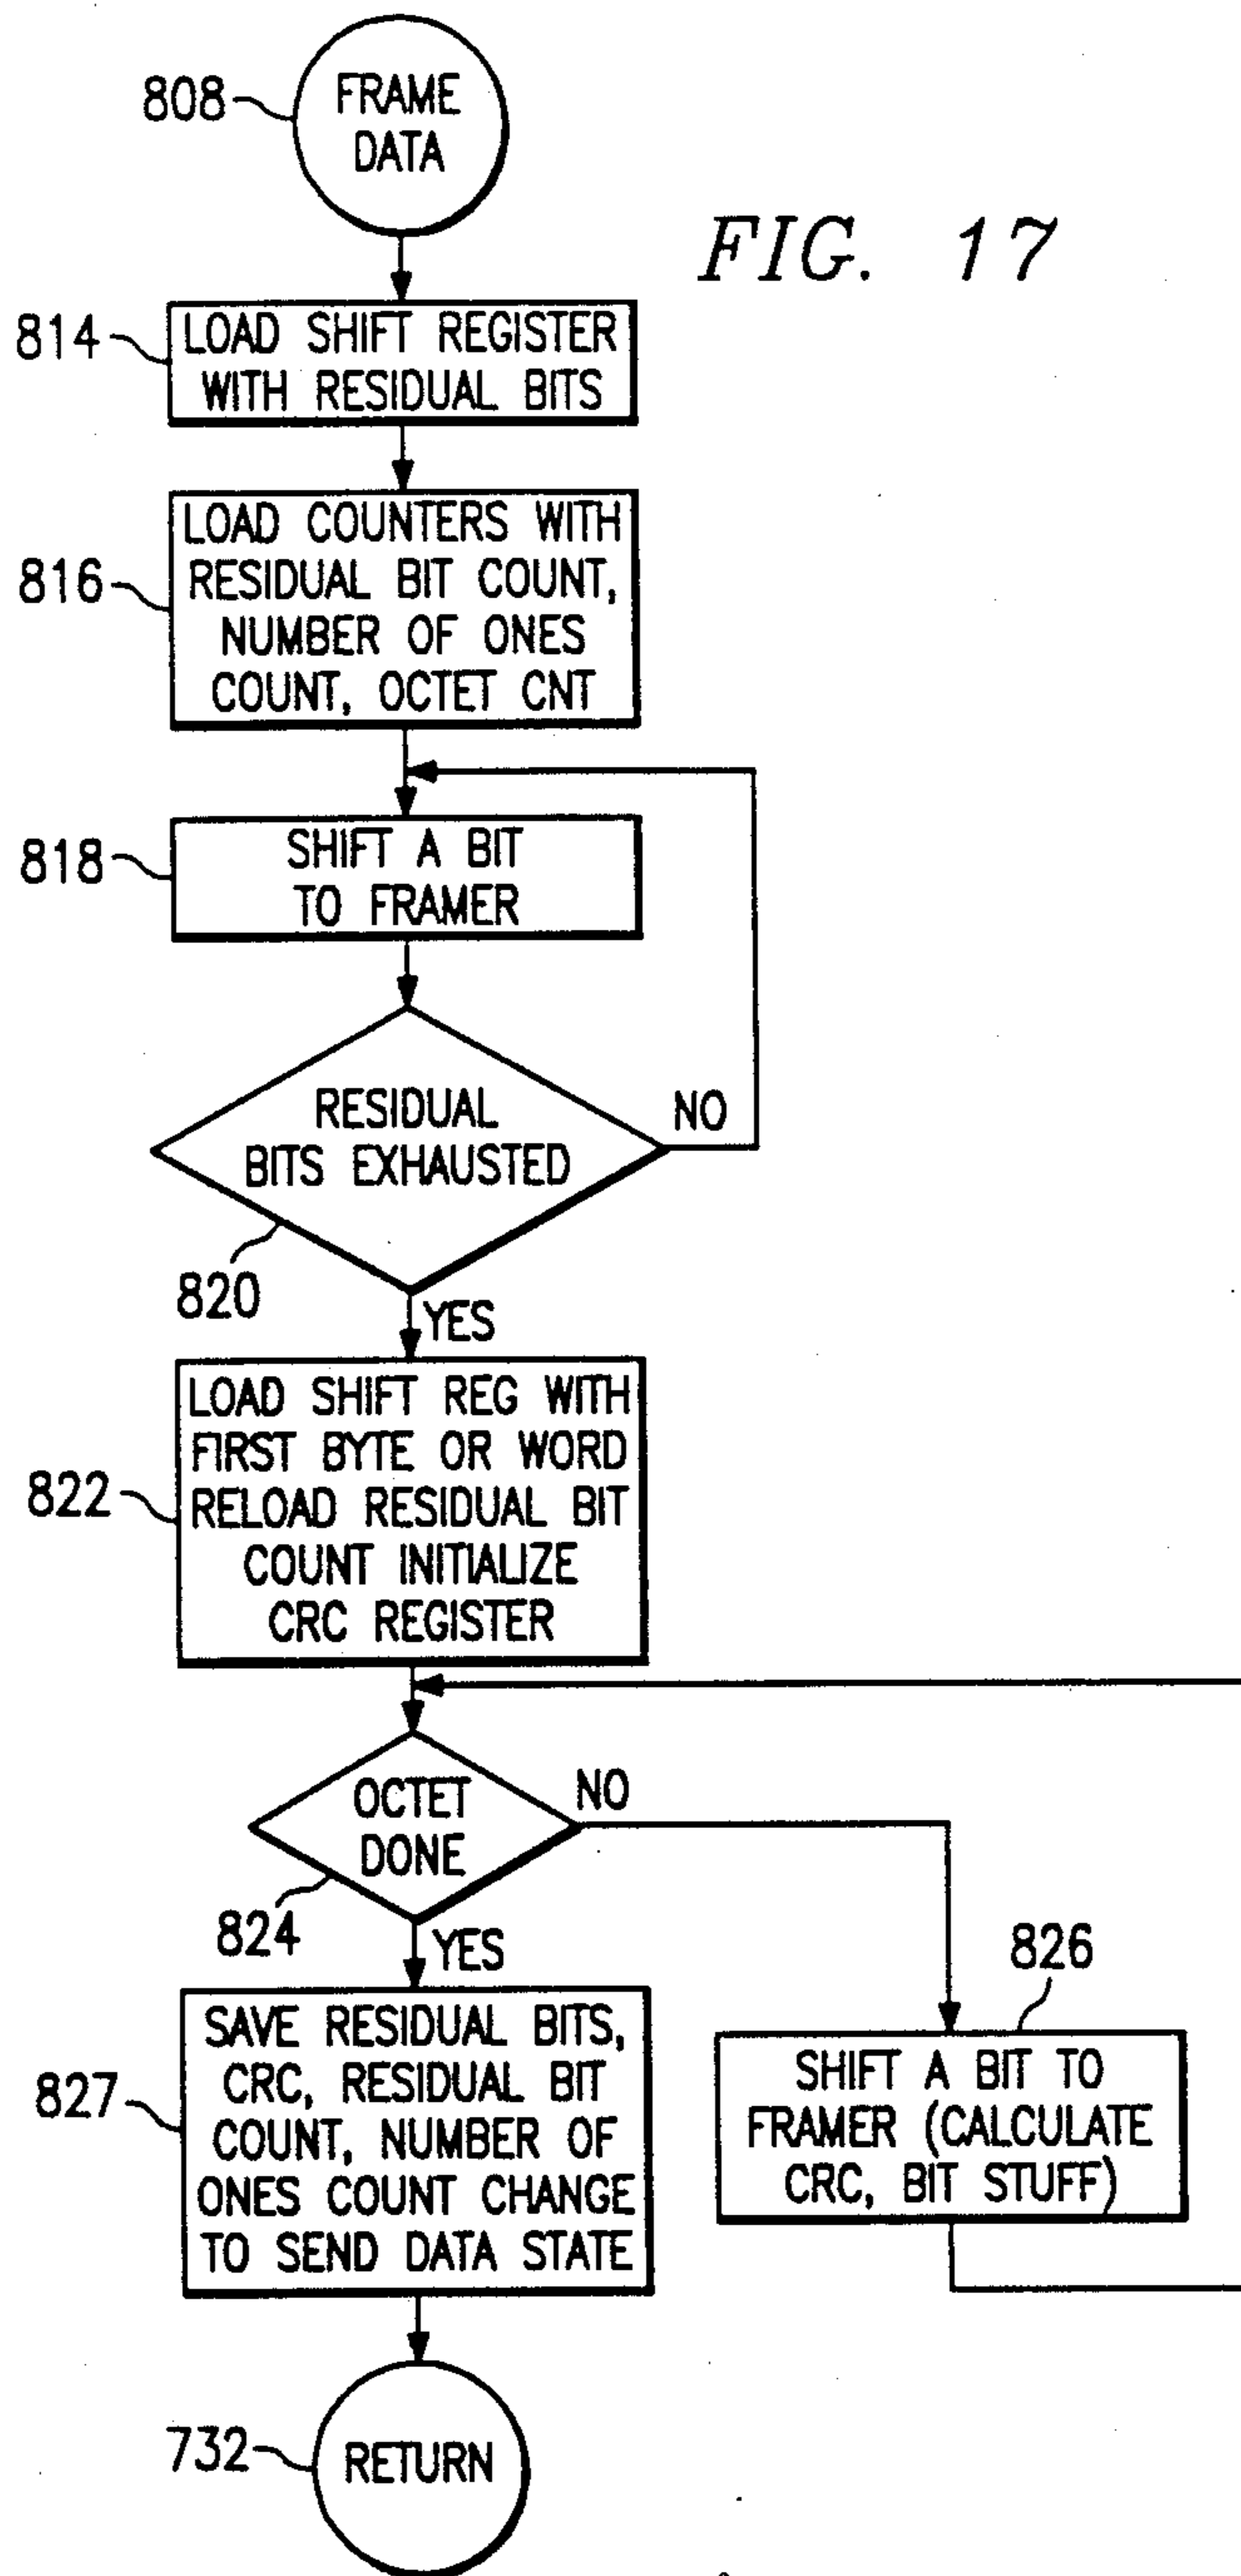 808
FRAME
DATA
FIG. 17
814
LOAD SHIFT REGISTER
WITH RESIDUAL BITS
816
LOAD COUNTERS WITH
RESIDUAL BIT COUNT,
NUMBER OF ONES
COUNT, OCTET CNT
818
SHIFT A BIT
TO FRAMER
RESIDUAL
BITS EXHAUSTED
NO
820
YES
822
LOAD SHIFT REG WITH
FIRST BYTE OR WORD
RELOAD RESIDUAL BIT
COUNT INITIALIZE
CRC REGISTER
OCTET
DONE
NO
824
YES
826
SHIFT A BIT TO
FRAMER (CALCULATE
CRC, BIT STUFF)
827
SAVE RESIDUAL BITS,
CRC, RESIDUAL BIT
COUNT, NUMBER OF
ONES COUNT CHANGE
TO SEND DATA STATE
732
RETURN